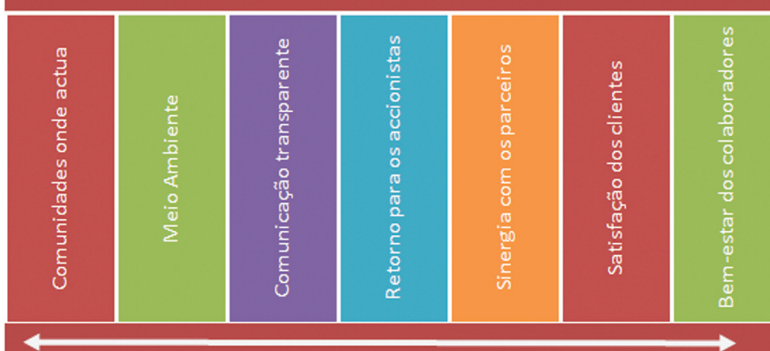 Comunidades onde actua
Meio Ambiente
Comunicação transparente
Retorno para os accionistas
Sinergia com os parceiros
Satisfação dos clientes
Bem-estar dos colaboradores